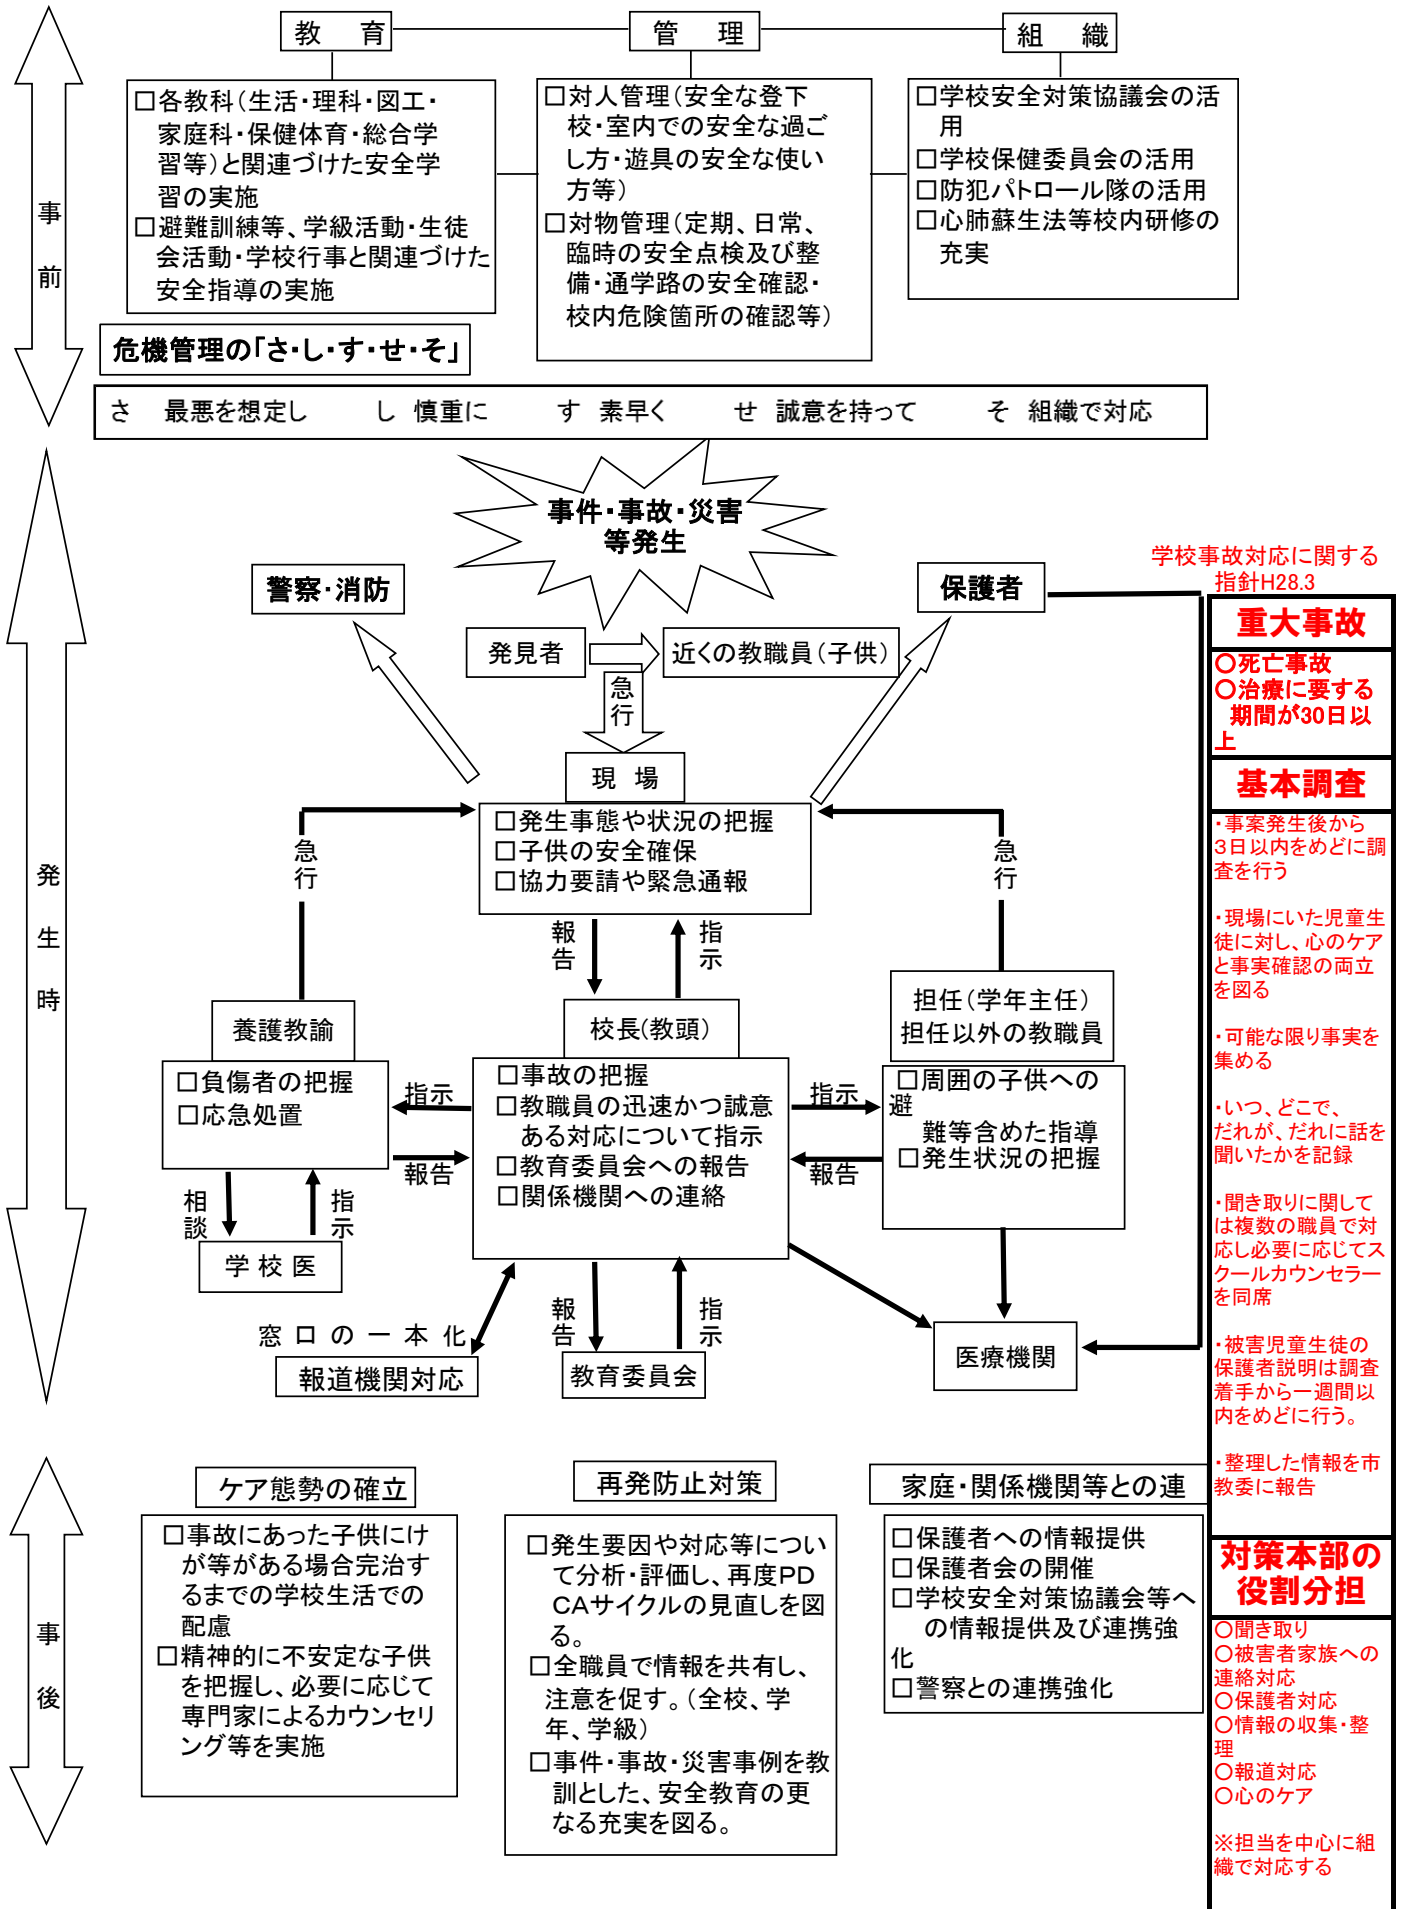 教　育
管　理
組　織
□各教科（生活・理科・図工・
家庭科・保健体育・総合学
習等）と関連づけた安全学
習の実施
□避難訓練等、学級活動・生徒
会活動・学校行事と関連づけた
安全指導の実施
□対人管理（安全な登下
校・室内での安全な過ご
し方・遊具の安全な使い
方等）
□対物管理（定期、日常、
臨時の安全点検及び整
備・通学路の安全確認・
校内危険箇所の確認等）
□学校安全対策協議会の活
用
□学校保健委員会の活用
□防犯パトロール隊の活用
□心肺蘇生法等校内研修の
充実
事前
危機管理の「さ・し・す・せ・そ」
さ　最悪を想定し　　し　慎重に　　す　素早く　　せ　誠意を持って　　そ　組織で対応
事件・事故・災害
等発生
警察・消防
保護者
発見者
近くの教職員（子供）
急行
現　場
□発生事態や状況の把握
□子供の安全確保
□協力要請や緊急通報
急行
急行
報告
指示
発生時
養護教諭
校長（教頭）
担任（学年主任）
担任以外の教職員
□負傷者の把握
□応急処置
指示
報告
□事故の把握
□教職員の迅速かつ誠意
ある対応について指示
□教育委員会への報告
□関係機関への連絡
指示
報告
□周囲の子供への
避
難等含めた指導
□発生状況の把握
相談
指示
学校医
窓口の一本化
報道機関対応
報告
指示
教育委員会
医療機関
事後
ケア態勢の確立
□事故にあった子供にけ
が等がある場合完治す
るまでの学校生活での
配慮
□精神的に不安定な子供
を把握し、必要に応じて
専門家によるカウンセリ
ング等を実施
再発防止対策
□発生要因や対応等につい
て分析・評価し、再度PD
CAサイクルの見直しを図
る。
□全職員で情報を共有し、
注意を促す。（全校、学
年、学級）
□事件・事故・災害事例を教
訓とした、安全教育の更
なる充実を図る。
家庭・関係機関等との連
□保護者への情報提供
□保護者会の開催
□学校安全対策協議会等へ
の情報提供及び連携強
化
□警察との連携強化
学校事故対応に関する
指針H28.3
重大事故
○死亡事故
○治療に要する
期間が30日以
上
基本調査
・事案発生後から
3日以内をめどに調
査を行う
・現場にいた児童生
徒に対し、心のケア
と事実確認の両立
を図る
・可能な限り事実を
集める
・いつ、どこで、
だれが、だれに話を
聞いたかを記録
・聞き取りに関して
は複数の職員で対
応し必要に応じてス
クールカウンセラー
を同席
・被害児童生徒の
保護者説明は調査
着手から一週間以
内をめどに行う。
・整理した情報を市
教委に報告
対策本部の
役割分担
○聞き取り
○被害者家族への
連絡対応
○保護者対応
○情報の収集・整
理
○報道対応
○心のケア
※担当を中心に組
織で対応する